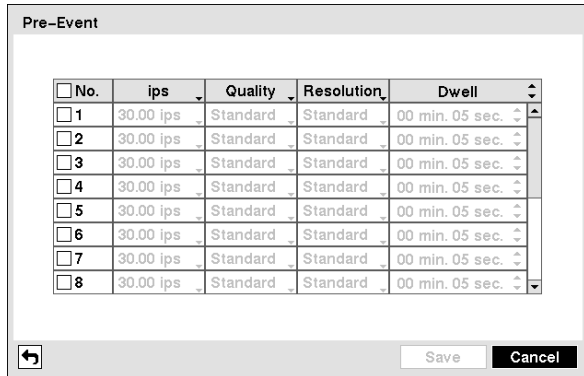 Pre-Event
No. ips Quality Resolution Dwell
1 30.00 ips Standard Standard 00 min. 05 sec.
2 30.00 ips Standard Standard 00 min. 05 sec.
3 30.00 ips Standard Standard 00 min. 05 sec.
4 30.00 ips Standard Standard 00 min. 05 sec.
5 30.00 ips Standard Standard 00 min. 05 sec.
6 30.00 ips Standard Standard 00 min. 05 sec.
7 30.00 ips Standard Standard 00 min. 05 sec.
8 30.00 ips Standard Standard 00 min. 05 sec.
Save Cancel